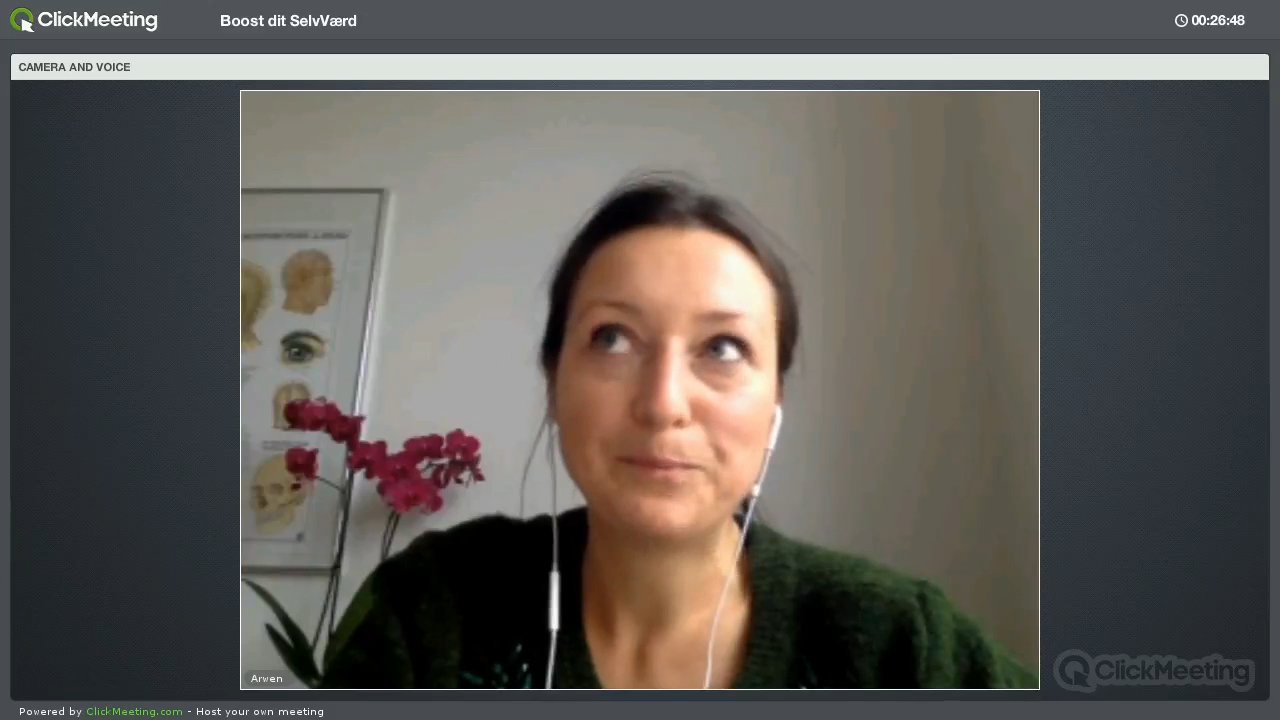 ClickMeeting
Boost dit SelvVærd
00:26:48
CAMERA AND VOICE
Arwen
ClickMeeting
Powered by ClickMeeting.com - Host your own meeting